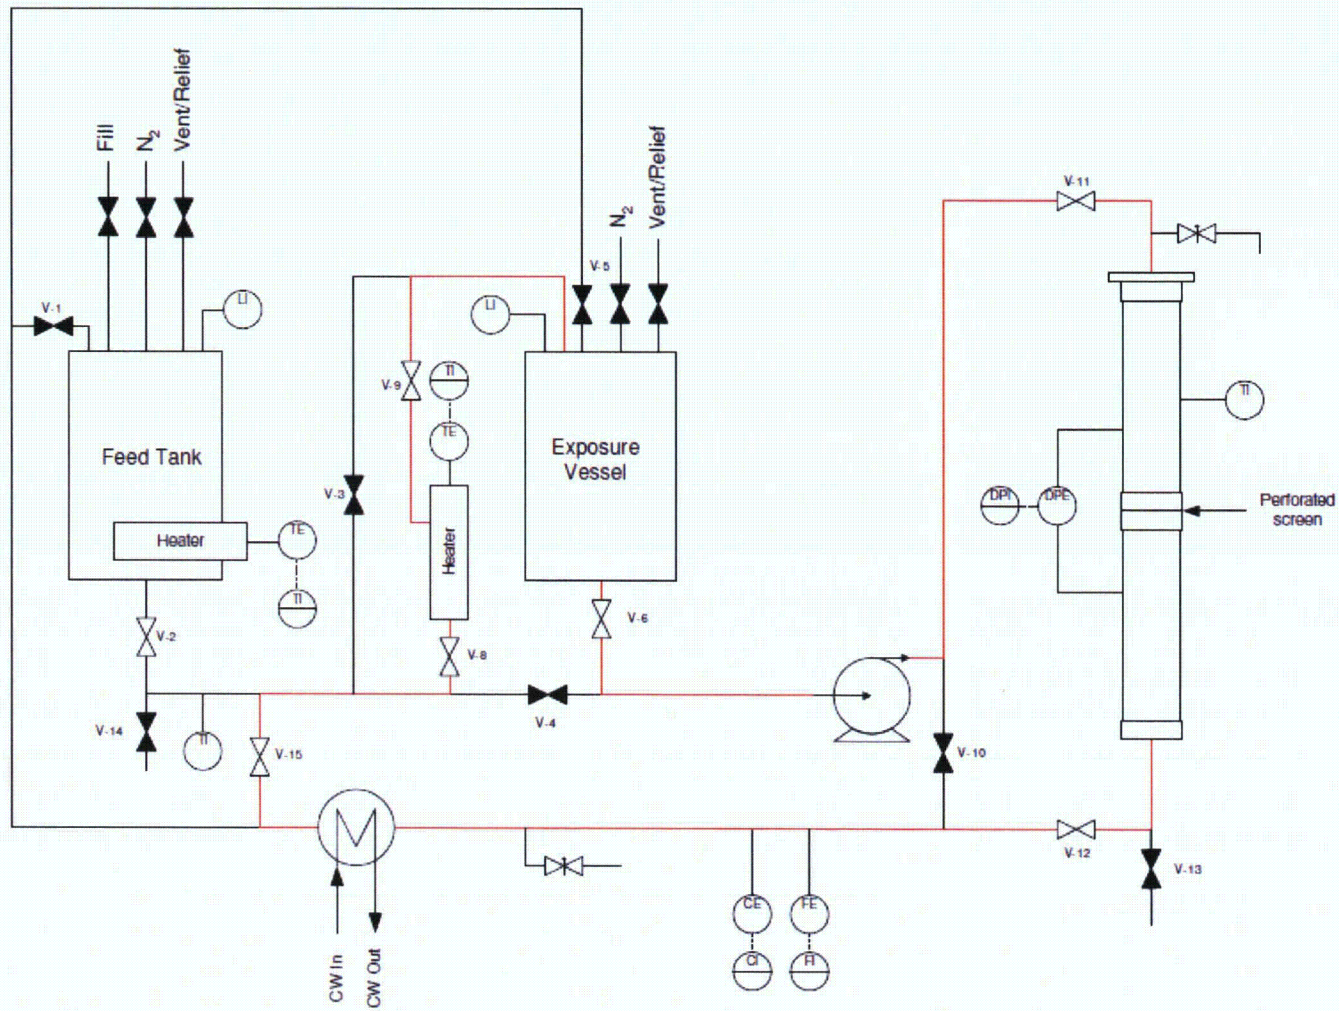 Fill
N2
Vent/Relief
N2
Vent/Relief
V-11
V-5
V-1
LI
LI
V-9
TI
TI
TE
Feed Tank
Exposure
Vessel
V-3
DPI
DPE
Perforated
screen
Heater
TE
Heater
TI
V-2
V-6
V-8
V-14
TI
V-15
V-4
V-10
V-12
V-13
CE
FE
CW In
CW Out
FI